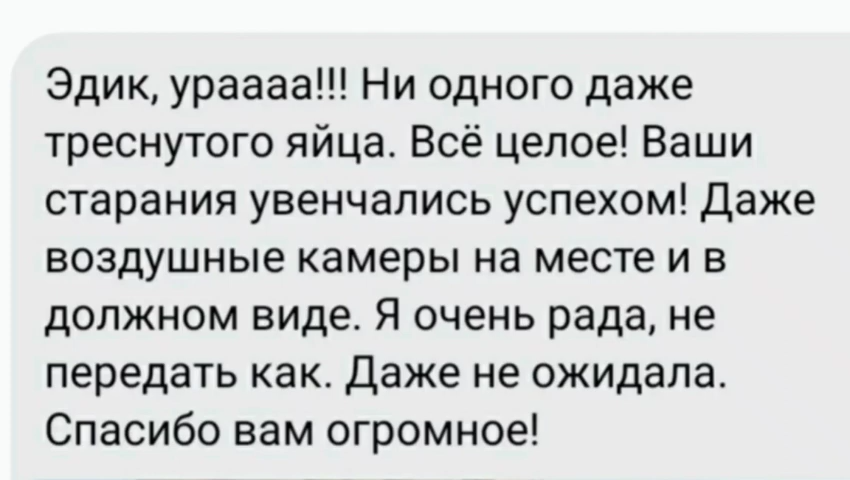 Эдик, ураааа!!! Ни одного даже
треснутого яйца. Всё целое! Ваши
старания увенчались успехом! Даже
воздушные камеры на месте и в
должном виде. Я очень рада, не
передать как. Даже не ожидала.
Спасибо вам огромное!